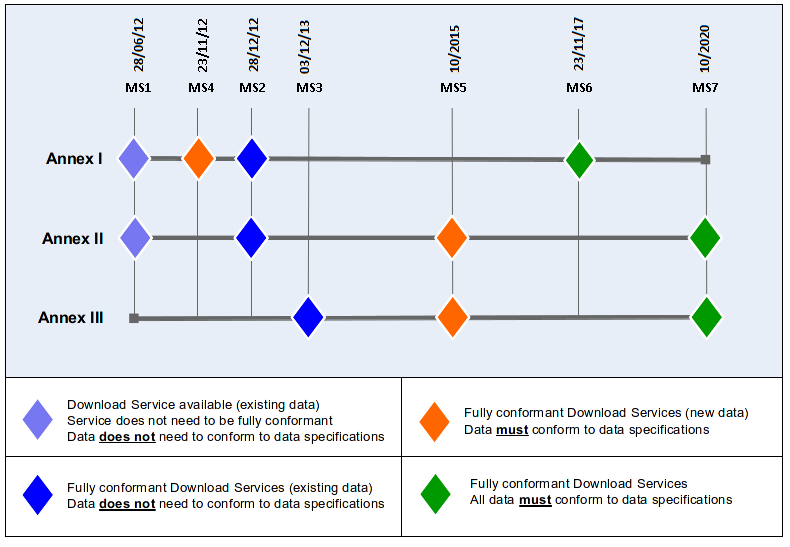 28/06/12 23/11/12 28/12/12 03/12/13 10/2015 23/11/17 10/2020
MS1 MS4 MS2 MS3 MS5 MS6 MS7
Annex I
Annex II
Annex III
Download Service available (existing data)
Service does not need to be fully conformant
Data does not need to conform to data specifications
Fully conformant Download Services (new data)
Data must conform to data specifications
Fully conformant Download Services (existing data)
Data does not need to conform to data specifications
Fully conformant Download Services
All data must conform to data specifications